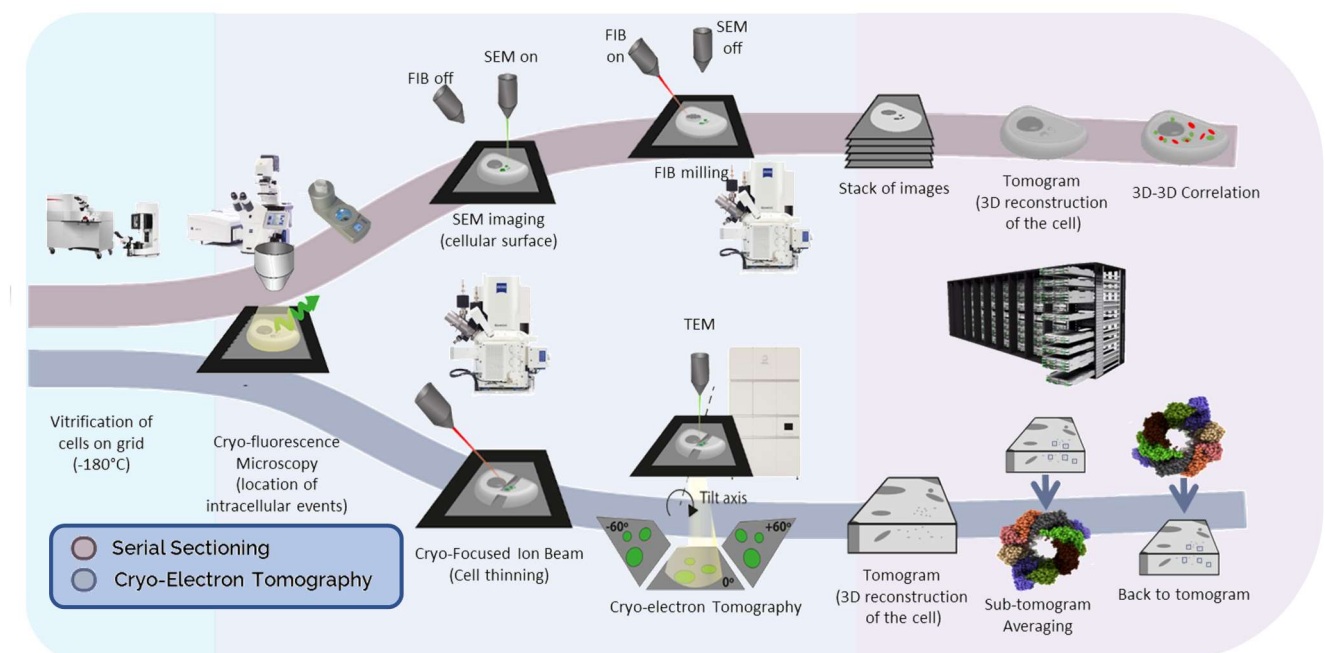 FIB off
SEM on
FIB
on
SEM
off
SEM imaging
(cellular surface)
FIB milling
Stack of images
Tomogram
(3D reconstruction
of the cell)
3D-3D Correlation
Vitrification of
cells on grid
(-180°C)
Cryo-fluorescence
Microscopy
(location of
intracellular events)
Cryo-Focused Ion Beam
(Cell thinning)
TEM
Tilt axis
-60°
+60°
0°
Cryo-electron Tomography
Tomogram
(3D reconstruction
of the cell)
Sub-tomogram
Averaging
Back to tomogram
Serial Sectioning
Cryo-Electron Tomography